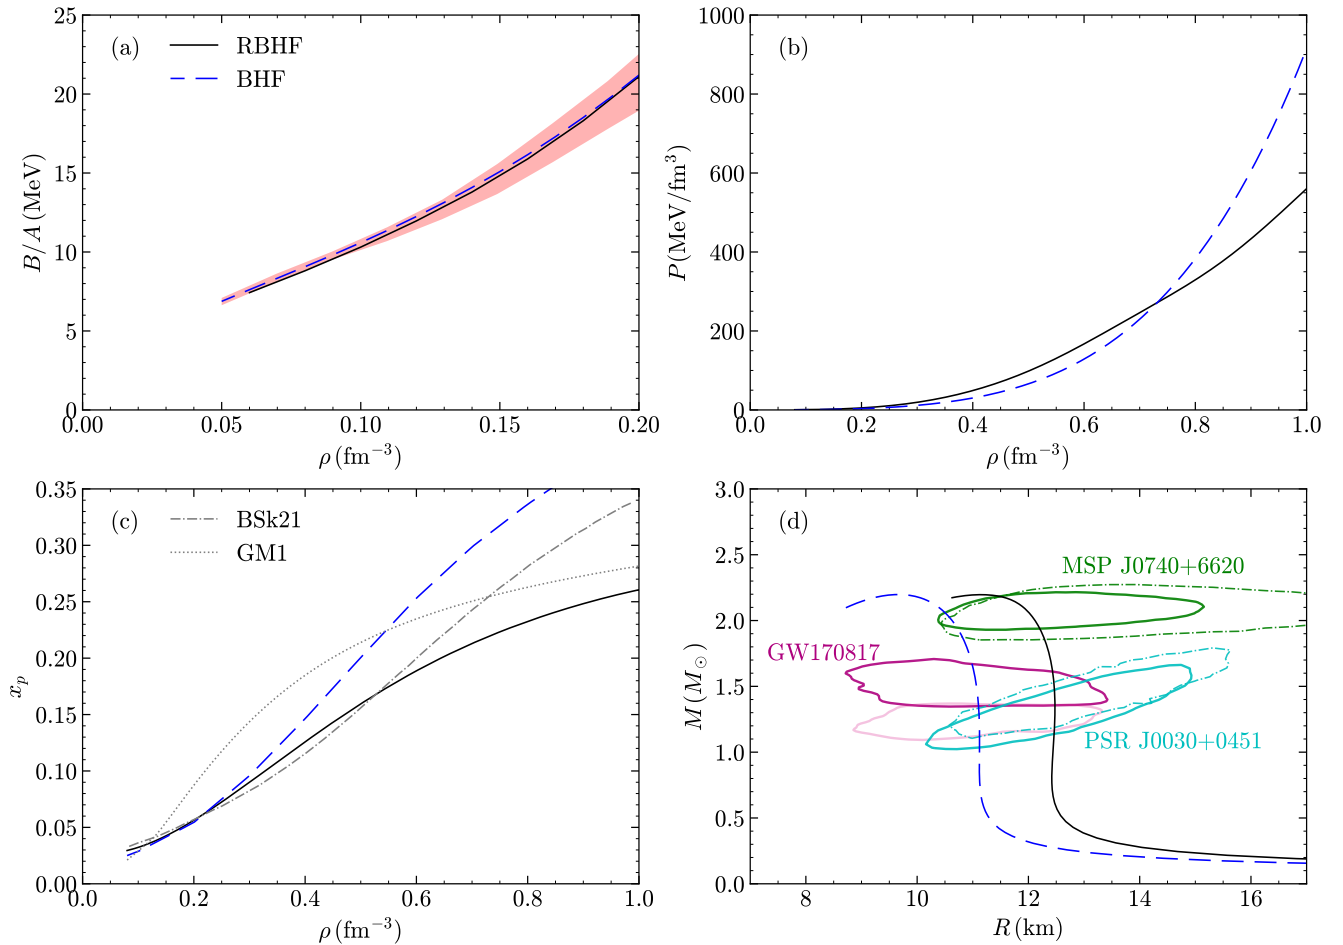 25
20
15
10
5
0
0.00
0.05
0.10
0.15
0.20
B/A (MeV)
ρ (fm⁻³)
(a)
RBHF
BHF
1000
800
600
400
200
0
0.0
0.2
0.4
0.6
0.8
1.0
P(MeV/fm³)
ρ (fm⁻³)
(b)
0.35
0.30
0.25
0.20
0.15
0.10
0.05
0.00
0.0
0.2
0.4
0.6
0.8
1.0
xₚ
ρ (fm⁻³)
(c)
BSk21
GM1
3.0
2.5
2.0
1.5
1.0
0.5
0.0
8
10
12
14
16
M (M☉)
R (km)
(d)
MSP J0740+6620
GW170817
PSR J0030+0451